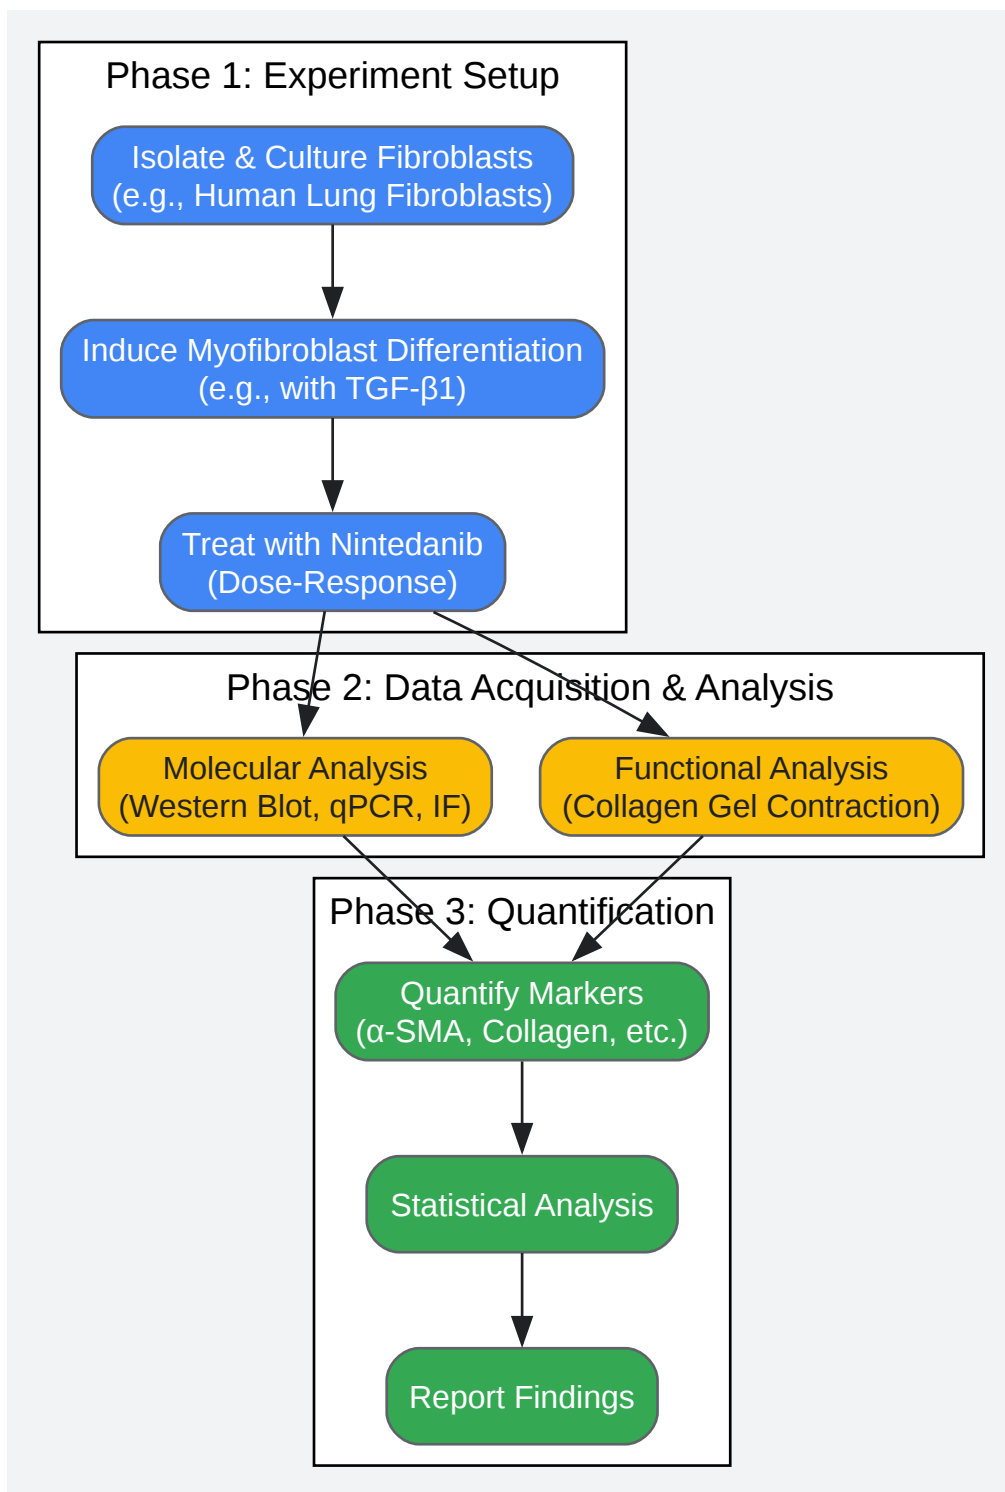 Phase 1: Experiment Setup
Isolate & Culture Fibroblasts
(e.g., Human Lung Fibroblasts)
Induce Myofibroblast Differentiation
(e.g., with TGF-β1)
Treat with Nintedanib
(Dose-Response)
Phase 2: Data Acquisition & Analysis
Molecular Analysis
(Western Blot, qPCR, IF)
Functional Analysis
(Collagen Gel Contraction)
Phase 3: Quantification
Quantify Markers
(α-SMA, Collagen, etc.)
Statistical Analysis
Report Findings